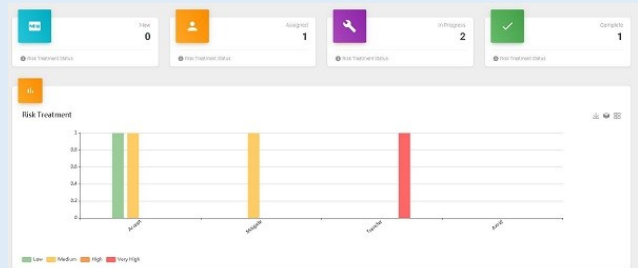 NEW
New
0
Risk Treatment Status
Assigned
1
Risk Treatment Status
InProgress
2
Risk Treatment Status
Complete
1
Risk Treatment Status
Risk Treatment
1
0.8
0.6
0.4
0.2
0
Accept
Mitigate
Transfer
Avoid
Low Medium High Very High